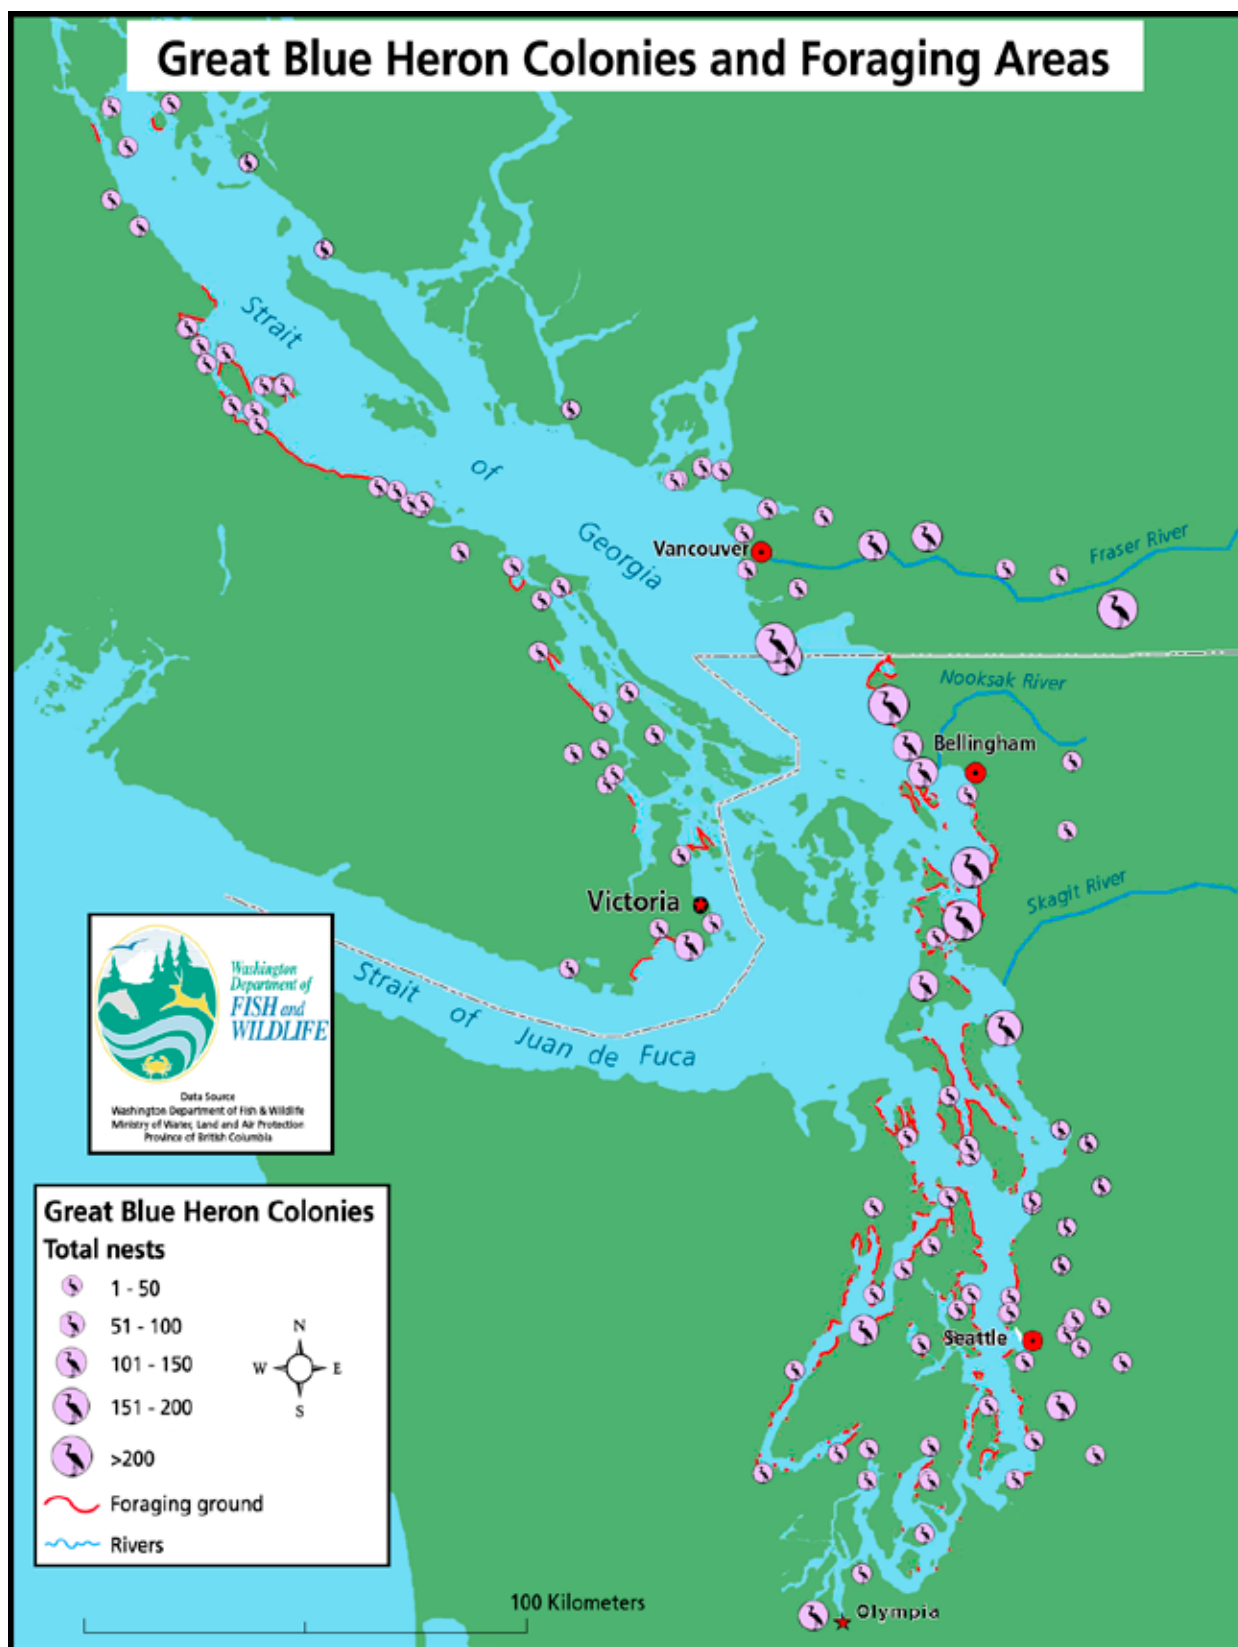 Great Blue Heron Colonies and Foraging Areas
Strait
of
Georgia
Vancouver
Fraser River
Nooksak River
Bellingham
Skagit River
Victoria
Strait of Juan de Fuca
Washington
Department of
FISH and
WILDLIFE
Data Source
Washington Department of Fish & Wildlife
Ministry of Water, Land and Air Protection
Province of British Columbia
Great Blue Heron Colonies
Total nests
1 - 50
51 - 100
101 - 150
151 - 200
>200
Foraging ground
Rivers
N
W E
S
Seattle
100 Kilometers
Olympia